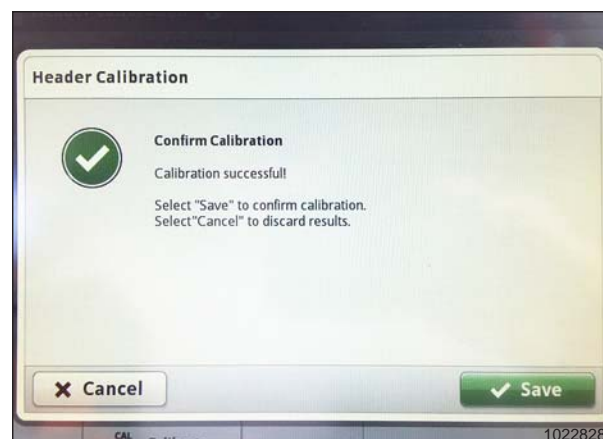 Header Calibration
Confirm Calibration
Calibration successful!
Select "Save" to confirm calibration.
Select"Cancel" to discard results.
Cancel
Save
CAL
1022828